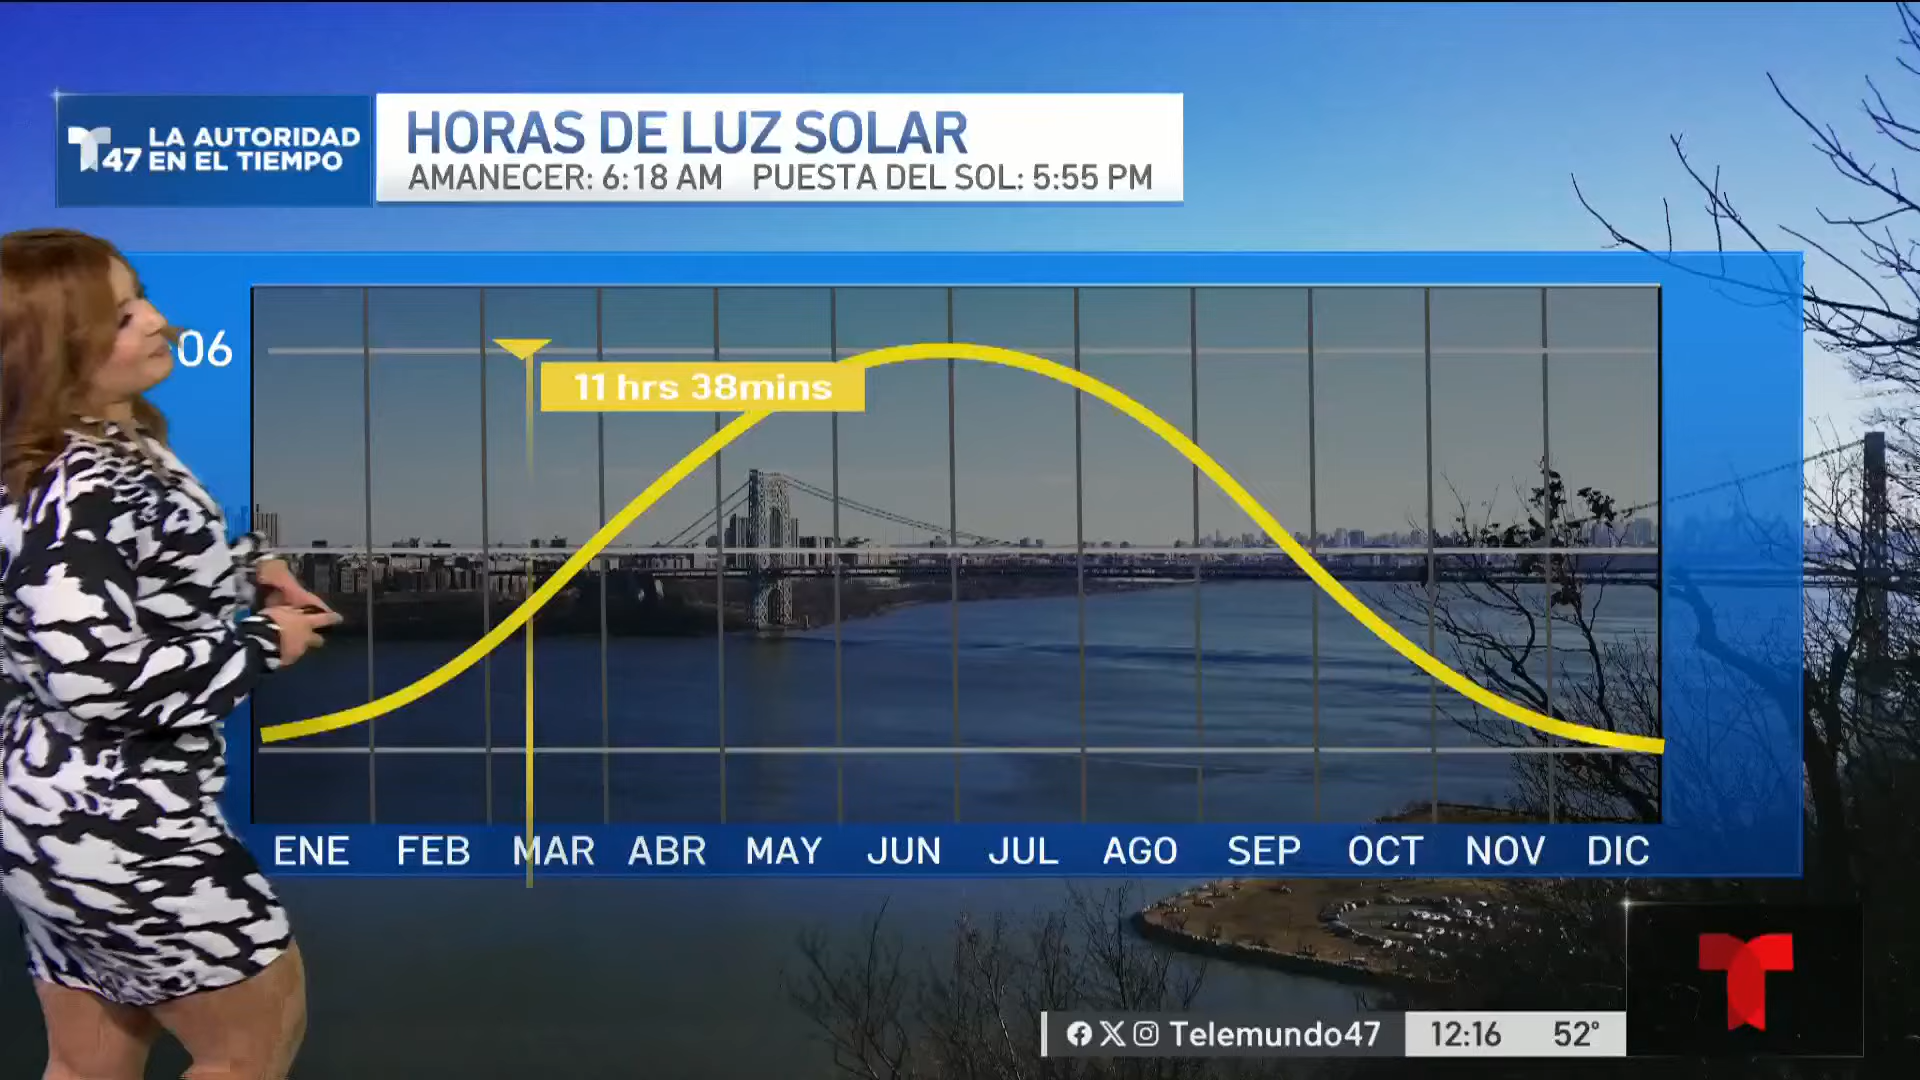 47 LA AUTORIDAD
EN EL TIEMPO
HORAS DE LUZ SOLAR
AMANECER: 6:18 AM PUESTA DEL SOL: 5:55 PM
06
11 hrs 38mins
ENE FEB MAR ABR MAY JUN JUL AGO SEP OCT NOV DIC
Telemundo47 12:16 52°